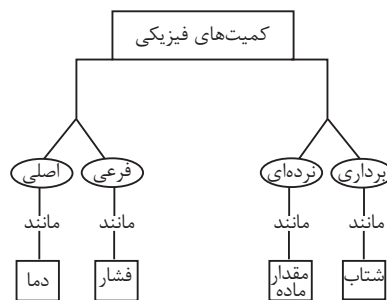 کمیت‌های فیزیکی
برداری
نرده‌ای
فرعی
اصلی
مانند
مانند
مانند
مانند
شتاب
مقدار
ماده
فشار
دما